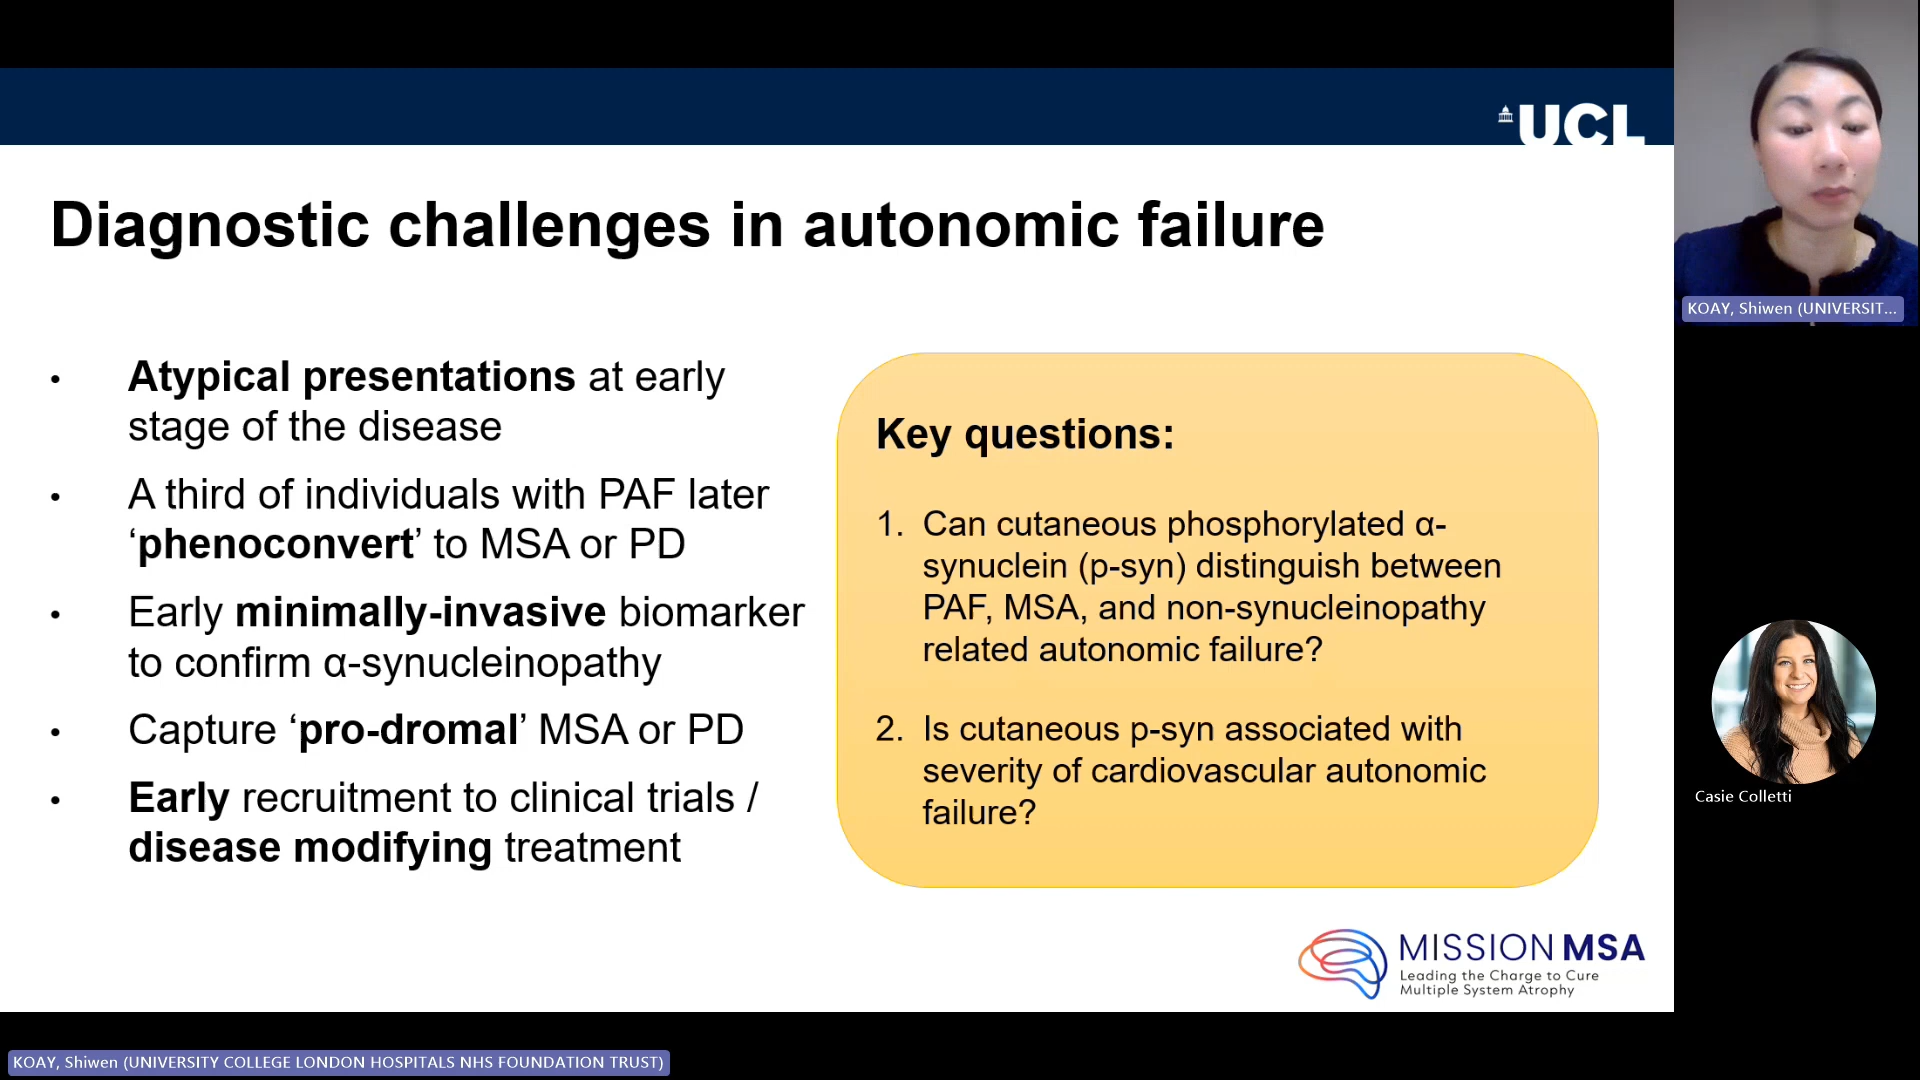 UCL
Diagnostic challenges in autonomic failure
• Atypical presentations at early
stage of the disease
• A third of individuals with PAF later
‘phenoconvert’ to MSA or PD
• Early minimally-invasive biomarker
to confirm α-synucleinopathy
• Capture ‘pro-dromal’ MSA or PD
• Early recruitment to clinical trials /
disease modifying treatment
Key questions:
1. Can cutaneous phosphorylated α-
synuclein (p-syn) distinguish between
PAF, MSA, and non-synucleinopathy
related autonomic failure?
2. Is cutaneous p-syn associated with
severity of cardiovascular autonomic
failure?
MISSION MSA
Leading the Charge to Cure
Multiple System Atrophy
KOAY, Shiwen (UNIVERSIT...
Casie Colletti
KOAY, Shiwen (UNIVERSITY COLLEGE LONDON HOSPITALS NHS FOUNDATION TRUST)